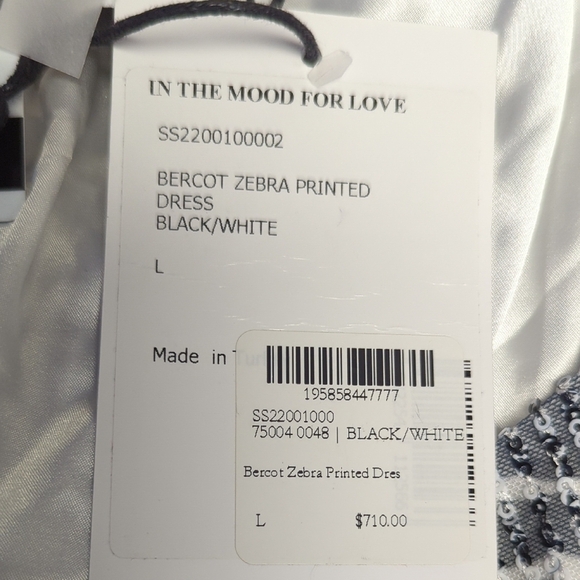 IN THE MOOD FOR LOVE
SS2200100002
BERCOT ZEBRA PRINTED
DRESS
BLACK/WHITE
L
Made in
195858447777
SS22001000
75004 0048 | BLACK/WHITE
Bercot Zebra Printed Dres
L $710.00